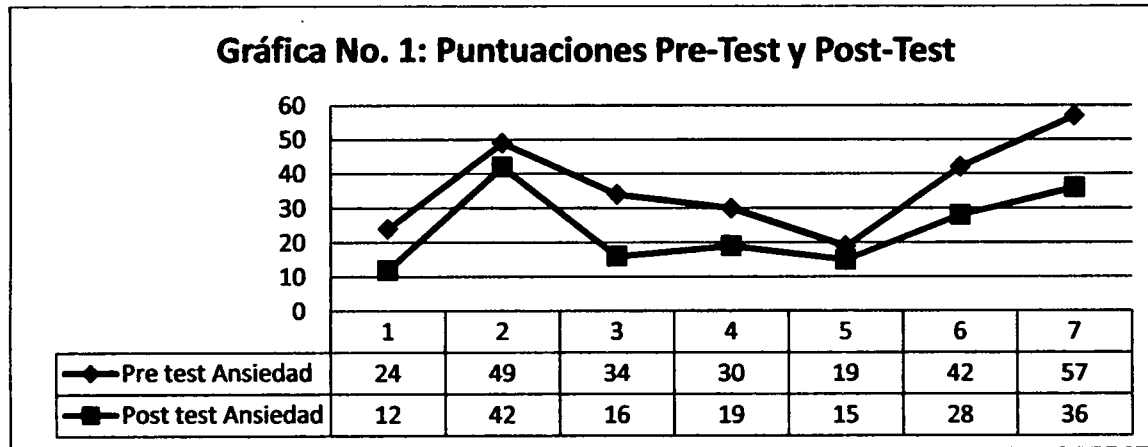 Gráfica No. 1: Puntuaciones Pre-Test y Post-Test
60
50
40
30
20
10
0
1 2 3 4 5 6 7
Pre test Ansiedad 24 49 34 30 19 42 57
Post test Ansiedad 12 42 16 19 15 28 36